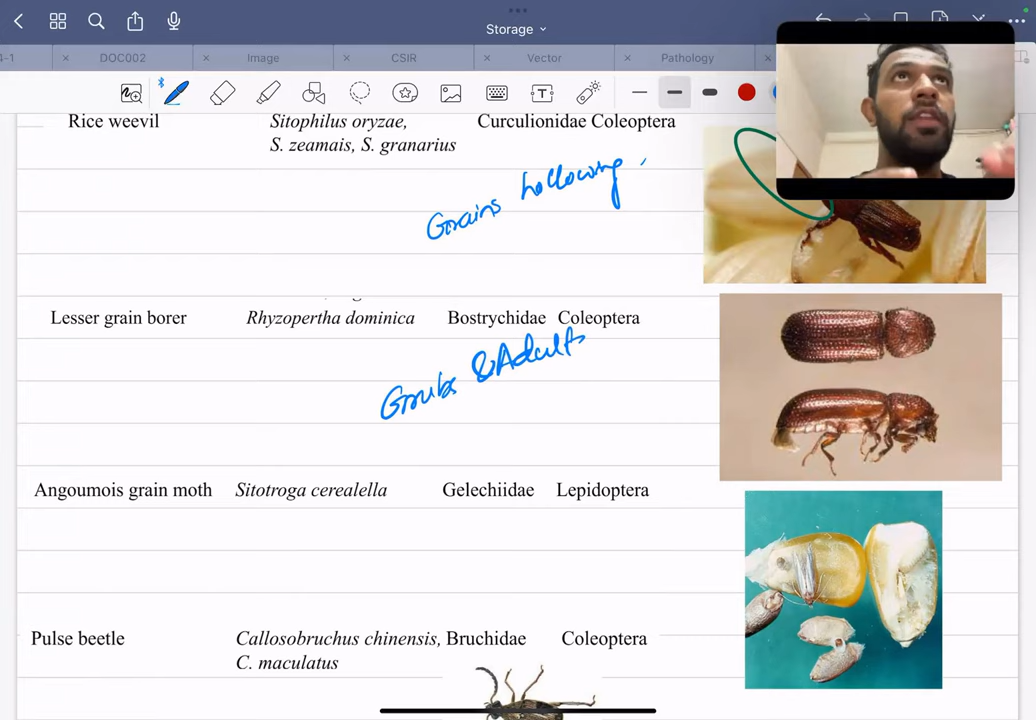 Storage
4-1
DOC002
Image
CSIR
Vector
Pathology
Rice weevil
Sitophilus oryzae,
Curculionidae Coleoptera
S. zeamais, S. granarius
Grains hollowing
Lesser grain borer
Rhyzopertha dominica
Bostrychidae Coleoptera
Grubs & Adults
Angoumois grain moth
Sitotroga cerealella
Gelechiidae
Lepidoptera
Pulse beetle
Callosobruchus chinensis,
Bruchidae
Coleoptera
C. maculatus